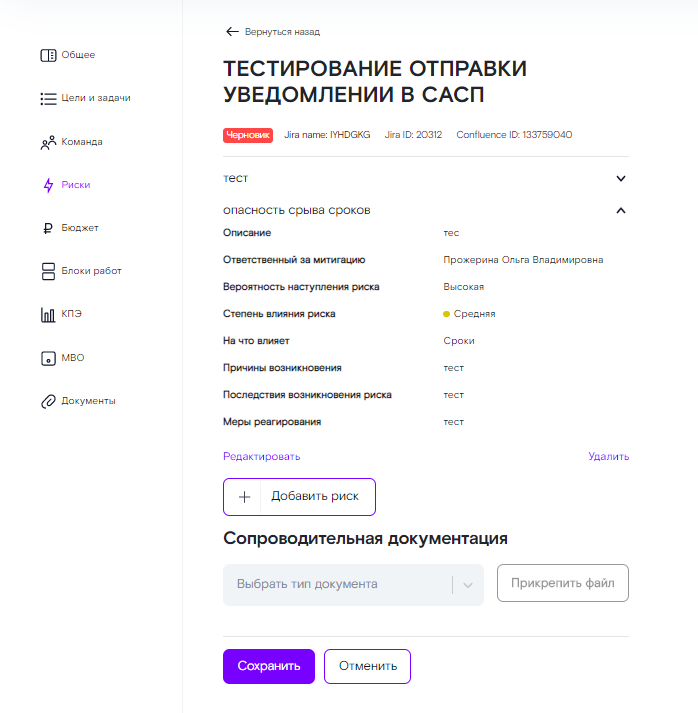 Вернуться назад
ТЕСТИРОВАНИЕ ОТПРАВКИ
УВЕДОМЛЕНИИ В САСП
Черновик Jira name: IYHDGKG Jira ID: 20312 Confluence ID: 133759040
Общее
Цели и задачи
Команда
Риски
Бюджет
Блоки работ
КПЭ
МВО
Документы
тест
опасность срыва сроков
Описание тес
Ответственный за митигацию Прожерина Ольга Владимировна
Вероятность наступления риска Высокая
Степень влияния риска Средняя
На что влияет Сроки
Причины возникновения тест
Последствия возникновения риска тест
Меры реагирования тест
Редактировать Удалить
Добавить риск
Сопроводительная документация
Выбрать тип документа Прикрепить файл
Сохранить Отменить